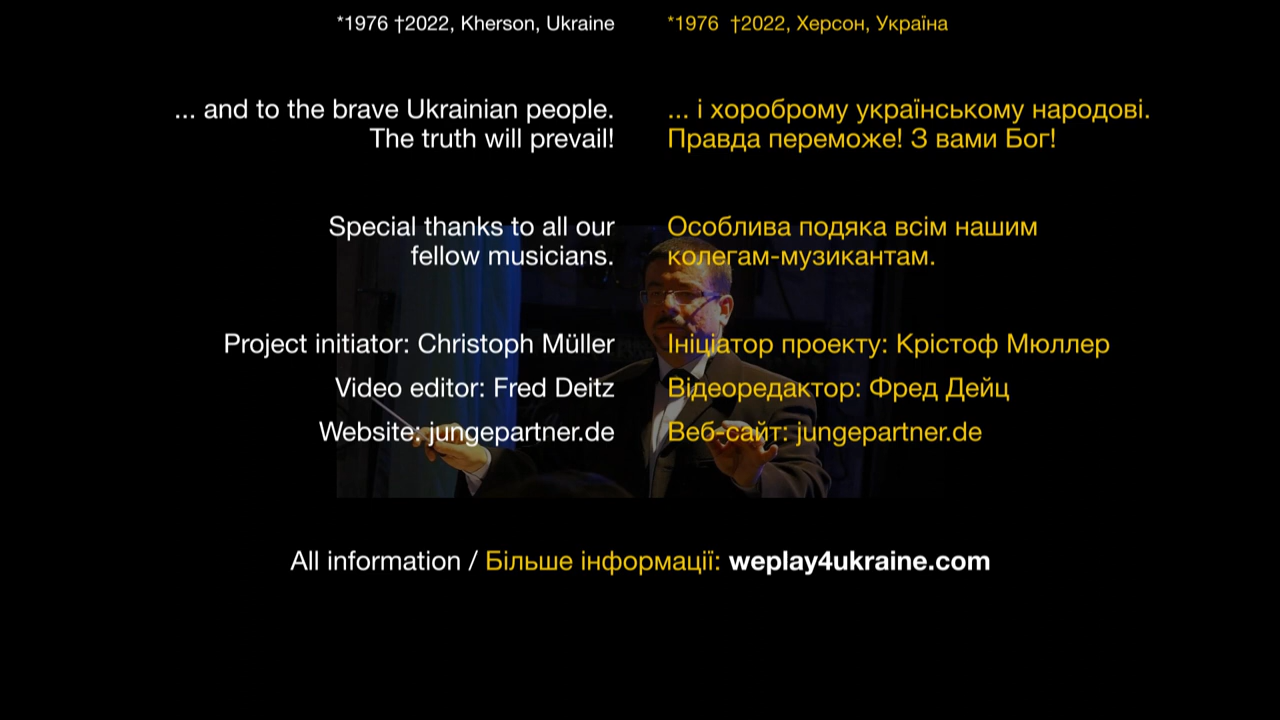 *1976 †2022, Kherson, Ukraine
*1976 †2022, Херсон, Україна
... and to the brave Ukrainian people.
The truth will prevail!
... і хороброму українському народові.
Правда переможе! З вами Бог!
Special thanks to all our
fellow musicians.
Особлива подяка всім нашим
колегам-музикантам.
Project initiator: Christoph Müller
Ініціатор проекту: Крістоф Мюллер
Video editor: Fred Deitz
Відеоредактор: Фред Дейц
Website: jungepartner.de
Веб-сайт: jungepartner.de
All information / Більше інформації: weplay4ukraine.com